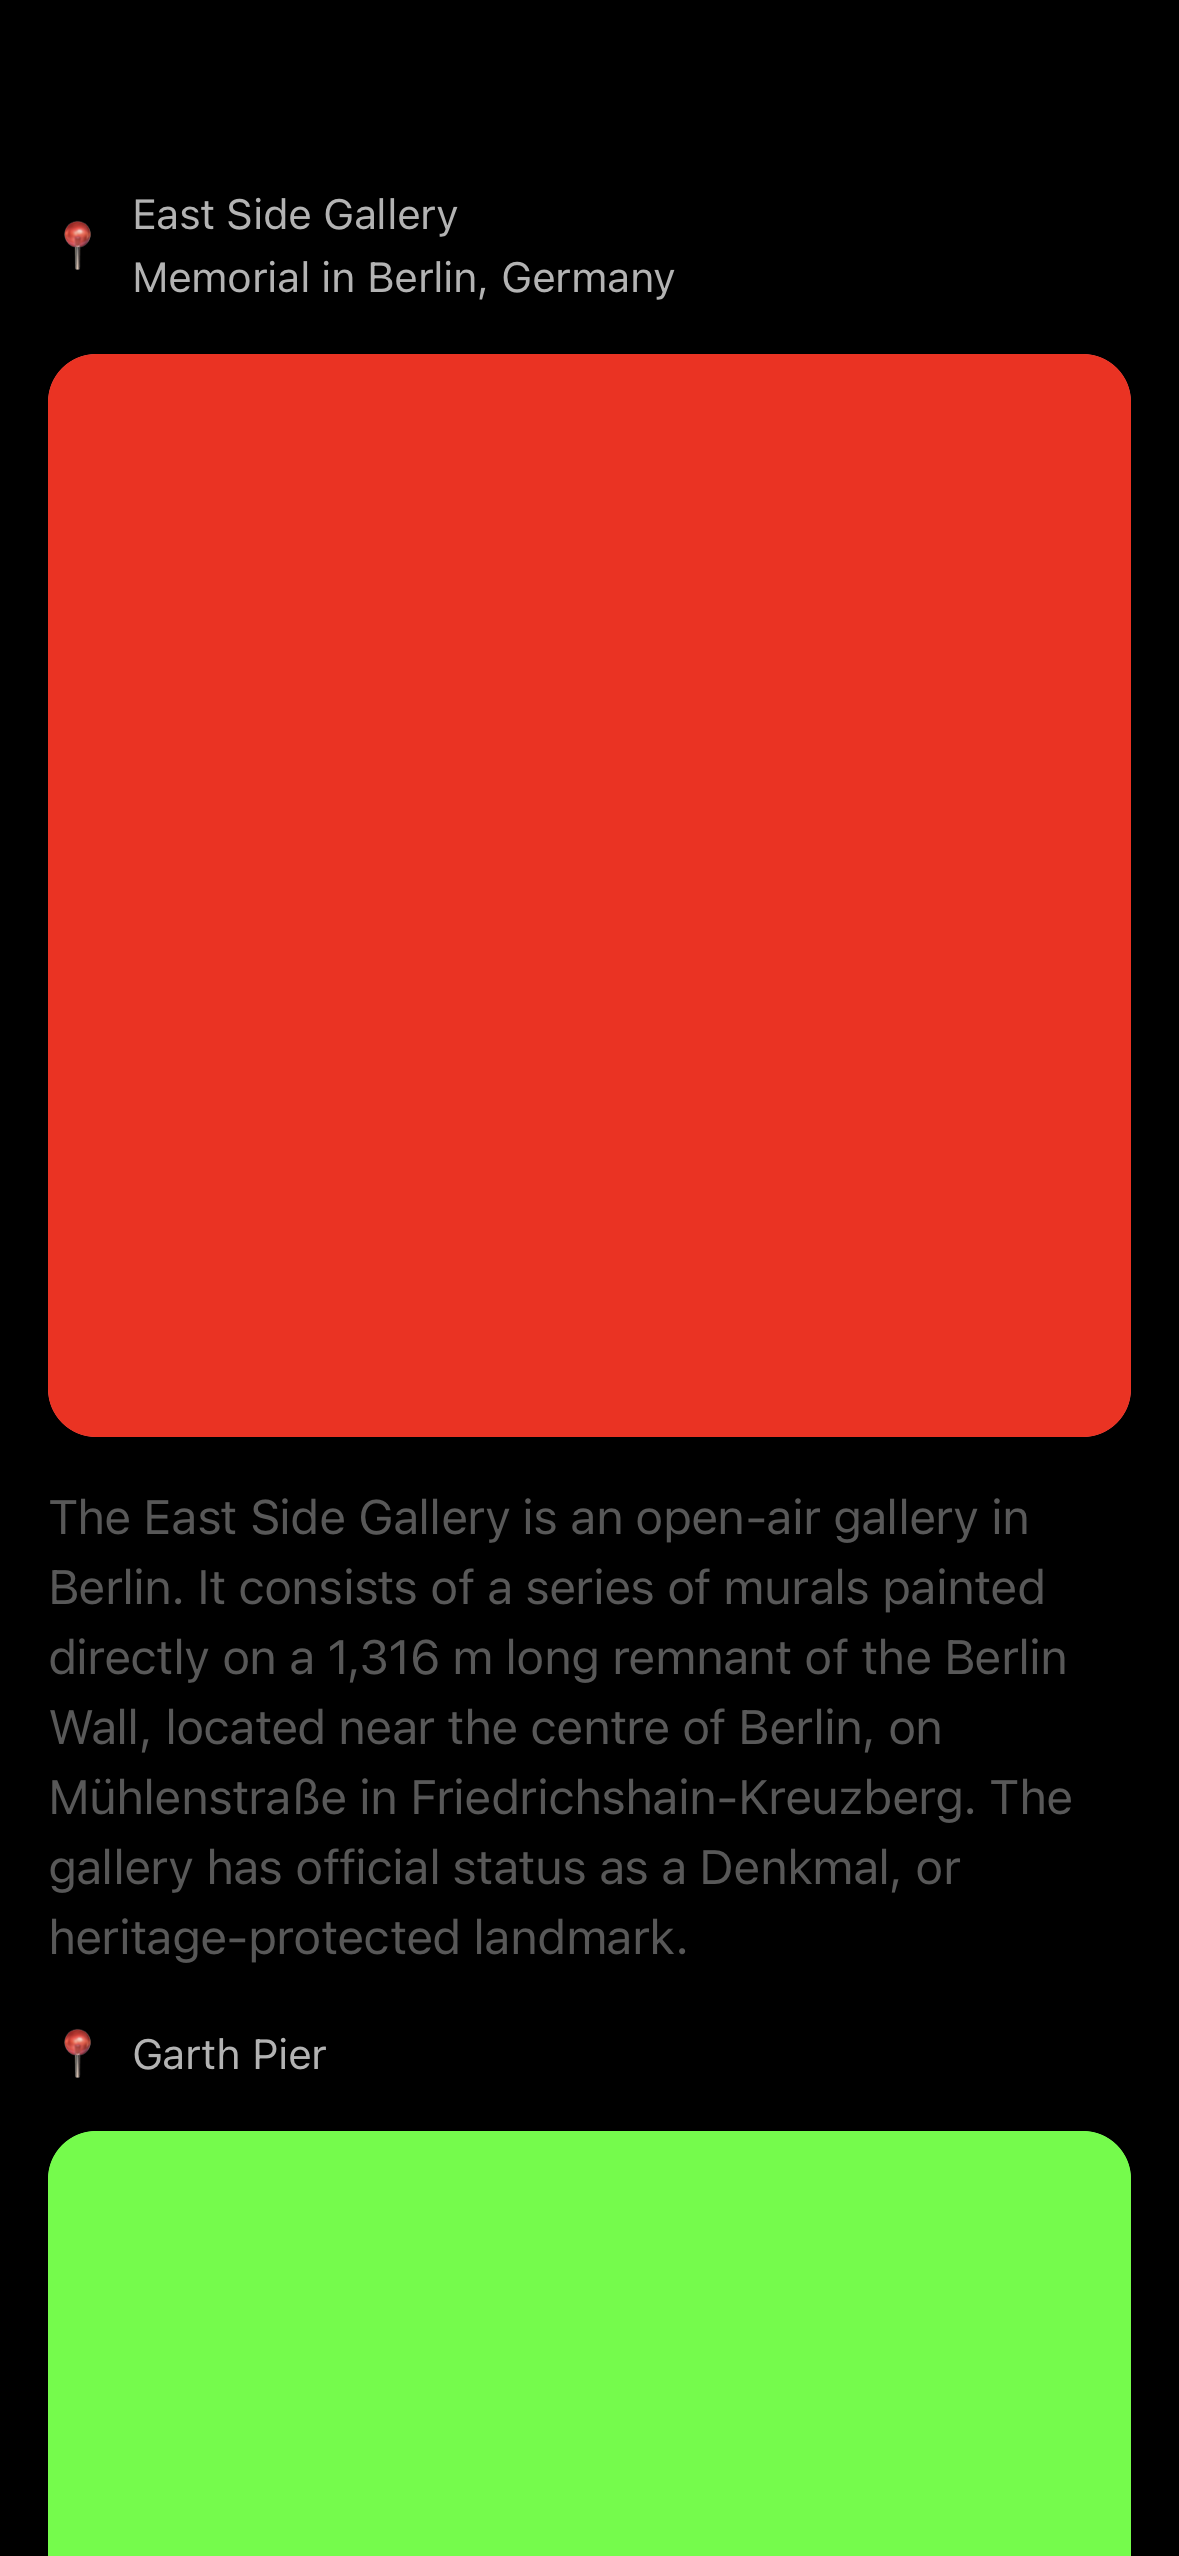 East Side Gallery
Memorial in Berlin, Germany
The East Side Gallery is an open-air gallery in
Berlin. It consists of a series of murals painted
directly on a 1,316 m long remnant of the Berlin
Wall, located near the centre of Berlin, on
Mühlenstraße in Friedrichshain-Kreuzberg. The
gallery has official status as a Denkmal, or
heritage-protected landmark.
Garth Pier